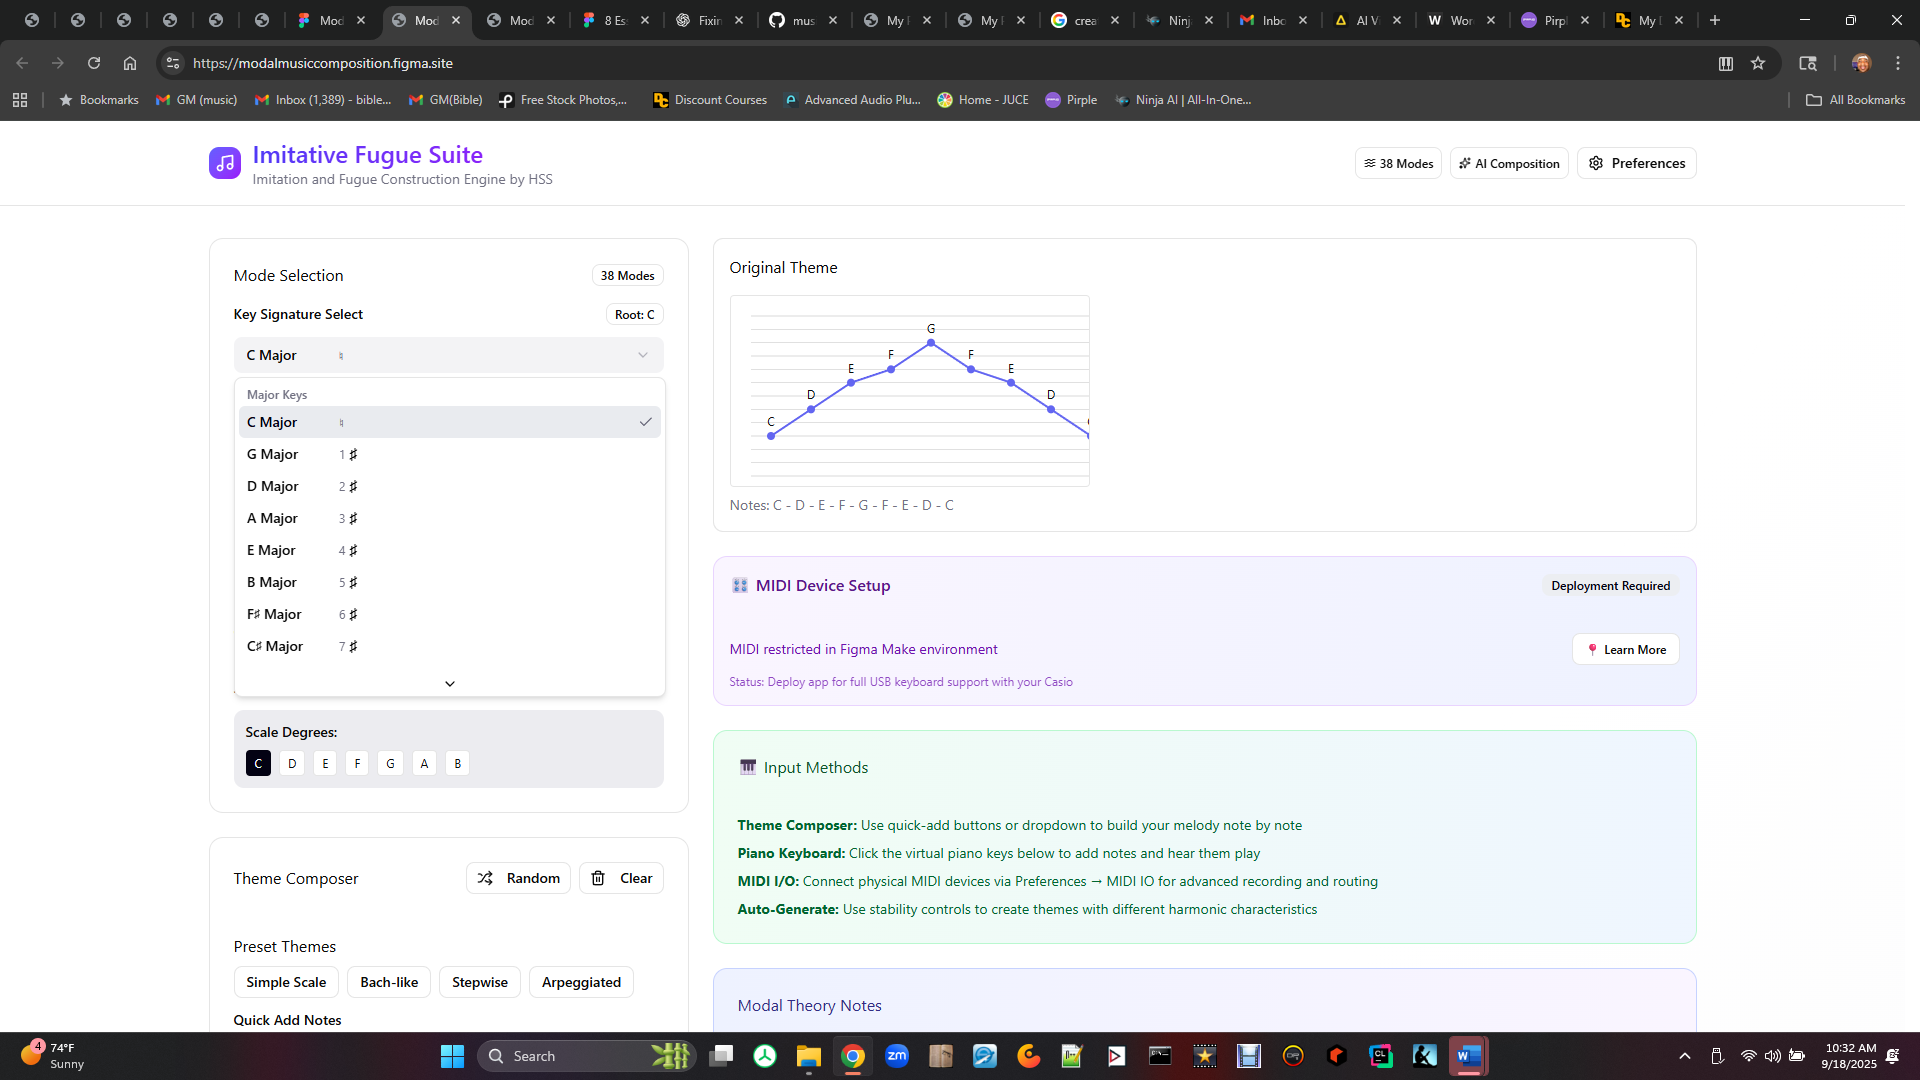 Mod
Mod
Mod
8 Es
Fixin
mus
My F
My F
crea
Ninj
Inbo
AI V
Wor
Pirpl
My D
https://modalmusiccomposition.figma.site
Bookmarks
GM (music)
Inbox (1,389) - bible...
GM(Bible)
Free Stock Photos,...
Discount Courses
Advanced Audio Plu...
Home - JUCE
Pirple
Ninja AI | All-In-One...
All Bookmarks
Imitative Fugue Suite
Imitation and Fugue Construction Engine by HSS
38 Modes
AI Composition
Preferences
Mode Selection
38 Modes
Key Signature Select
Root: C
C Major ♮
Major Keys
C Major ♮
G Major 1 ♯
D Major 2 ♯
A Major 3 ♯
E Major 4 ♯
B Major 5 ♯
F♯ Major 6 ♯
C♯ Major 7 ♯
Scale Degrees:
C D E F G A B
Theme Composer
Random
Clear
Preset Themes
Simple Scale
Bach-like
Stepwise
Arpeggiated
Quick Add Notes
Original Theme
C D E F G F E D
Notes: C - D - E - F - G - F - E - D - C
MIDI Device Setup
Deployment Required
MIDI restricted in Figma Make environment
Learn More
Status: Deploy app for full USB keyboard support with your Casio
Input Methods
Theme Composer: Use quick-add buttons or dropdown to build your melody note by note
Piano Keyboard: Click the virtual piano keys below to add notes and hear them play
MIDI I/O: Connect physical MIDI devices via Preferences → MIDI IO for advanced recording and routing
Auto-Generate: Use stability controls to create themes with different harmonic characteristics
Modal Theory Notes
4
74°F
Sunny
Search
zm
10:32 AM
9/18/2025